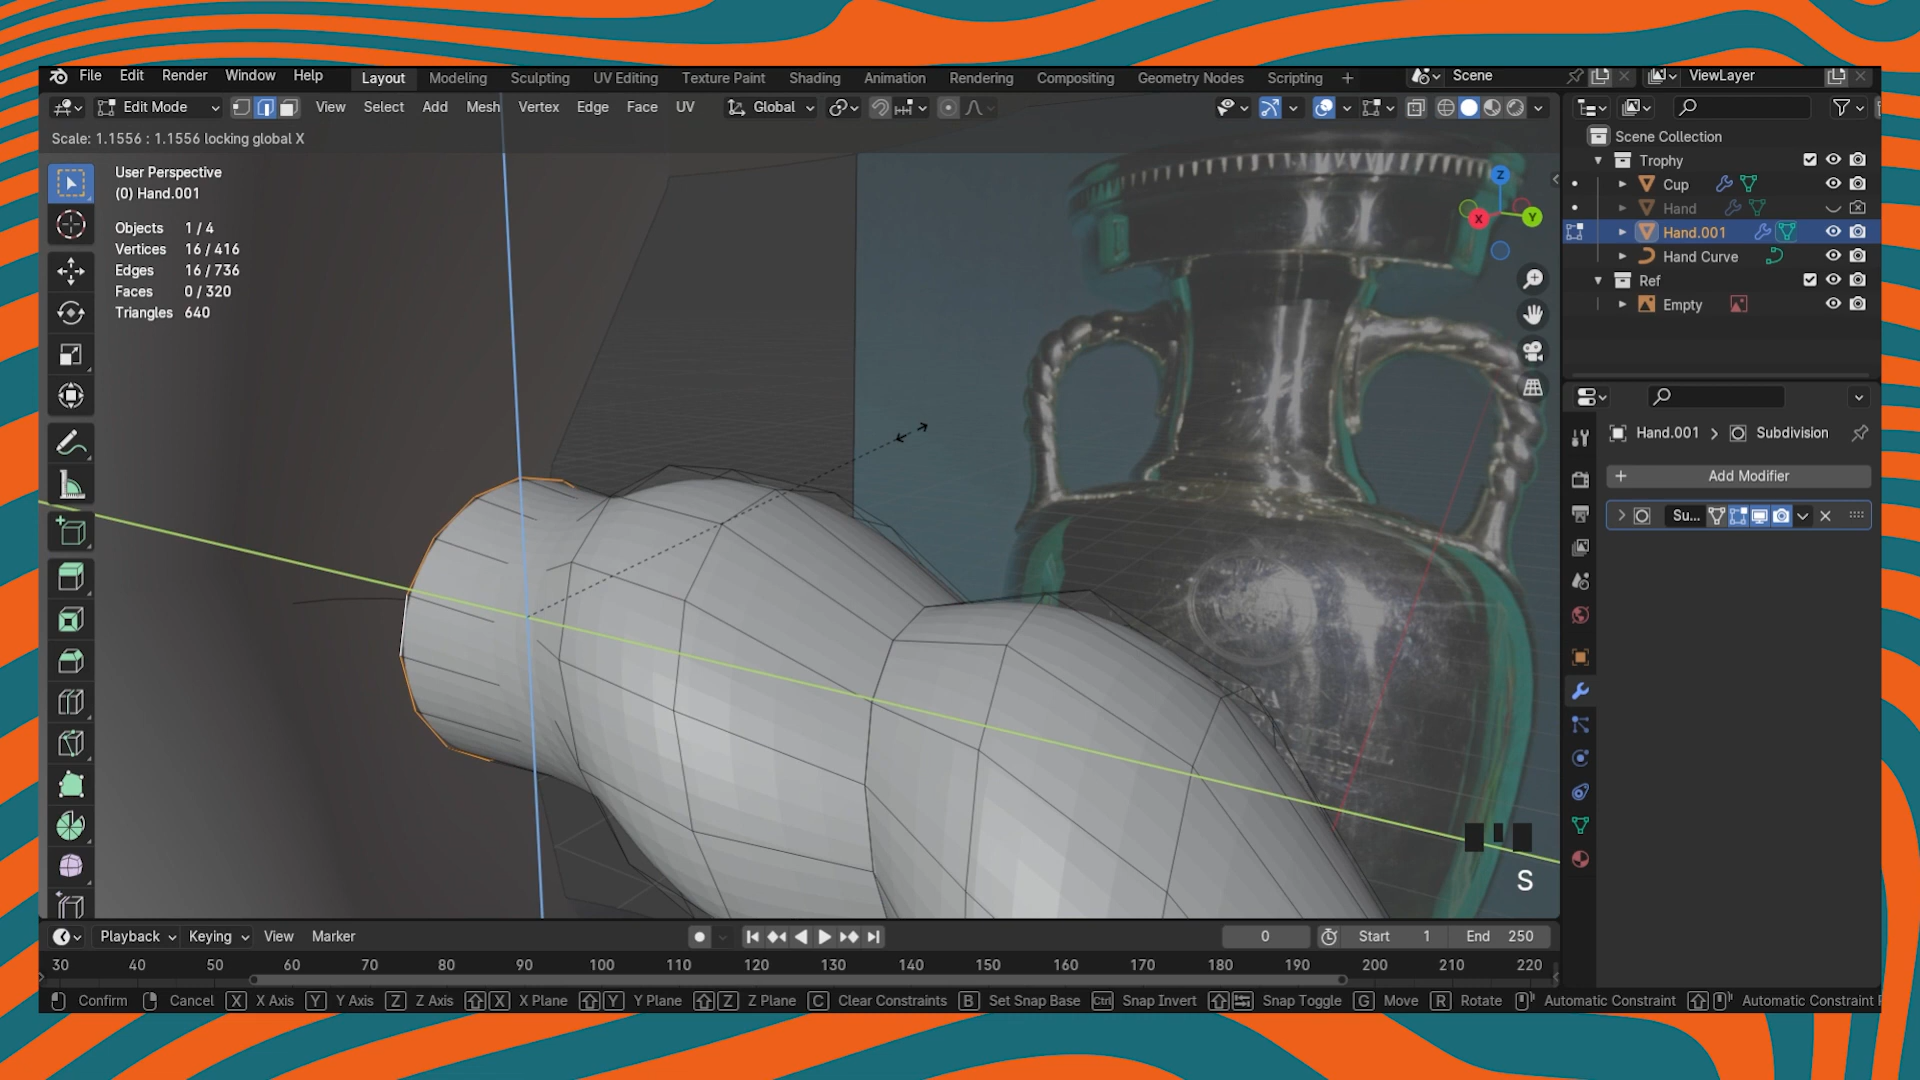 File Edit Render Window Help Layout Modeling Sculpting UV Editing Texture Paint Shading Animation Rendering Compositing Geometry Nodes Scripting + Scene ViewLayer
Edit Mode View Select Add Mesh Vertex Edge Face UV Global
Scale: 1.1556 : 1.1556 locking global X
User Perspective
(0) Hand.001
Objects 1 / 4
Vertices 16 / 416
Edges 16 / 736
Faces 0 / 320
Triangles 640
Z
X
Y
Scene Collection
Trophy
Cup
Hand
Hand.001
Hand Curve
Ref
Empty
Hand.001 > Subdivision
+ Add Modifier
Su...
S
Playback Keying View Marker 0 Start 1 End 250
30 40 50 60 70 80 90 100 110 120 130 140 150 160 170 180 190 200 210 220
Confirm Cancel X X Axis Y Y Axis Z Z Axis X X Plane Y Y Plane Z Z Plane C Clear Constraints B Set Snap Base Ctrl Snap Invert Snap Toggle G Move R Rotate Automatic Constraint Automatic Constraint